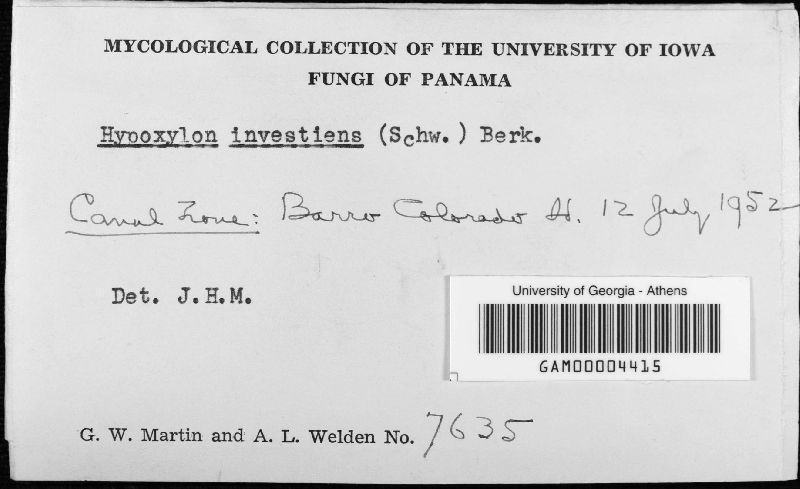 MYCOLOGICAL COLLECTION OF THE UNIVERSITY OF IOWA
FUNGI OF PANAMA
Hypoxylon investiens (Schw.) Berk.
Canal Zone: Barro Colorado Is. 12 July 1952
Det. J.H.M.
University of Georgia - Athens
GAM00004415
G. W. Martin and A. L. Welden No. 7635